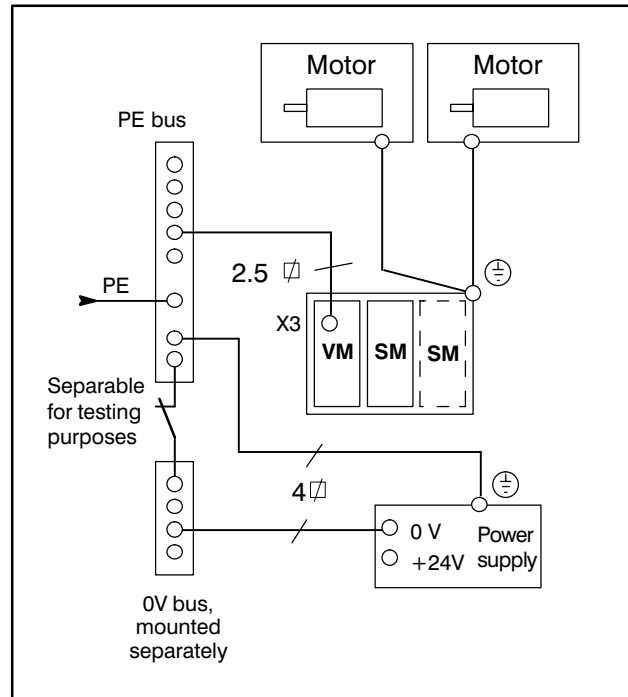 Motor
Motor
PE bus
2.5
PE
X3
VM
SM
SM
Separable
for testing
purposes
4
0 V
+24V
Power
supply
0V bus,
mounted
separately